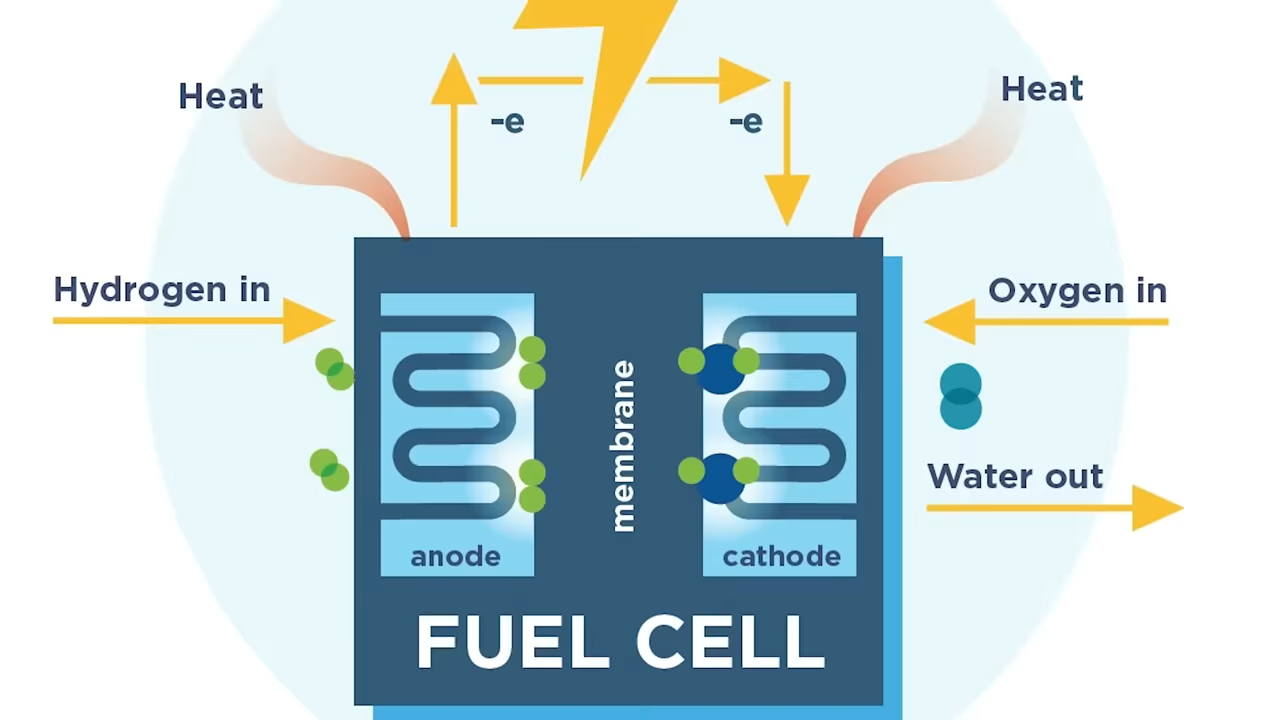 Heat
Heat
-e
-e
Hydrogen in
Oxygen in
membrane
Water out
anode
cathode
FUEL CELL